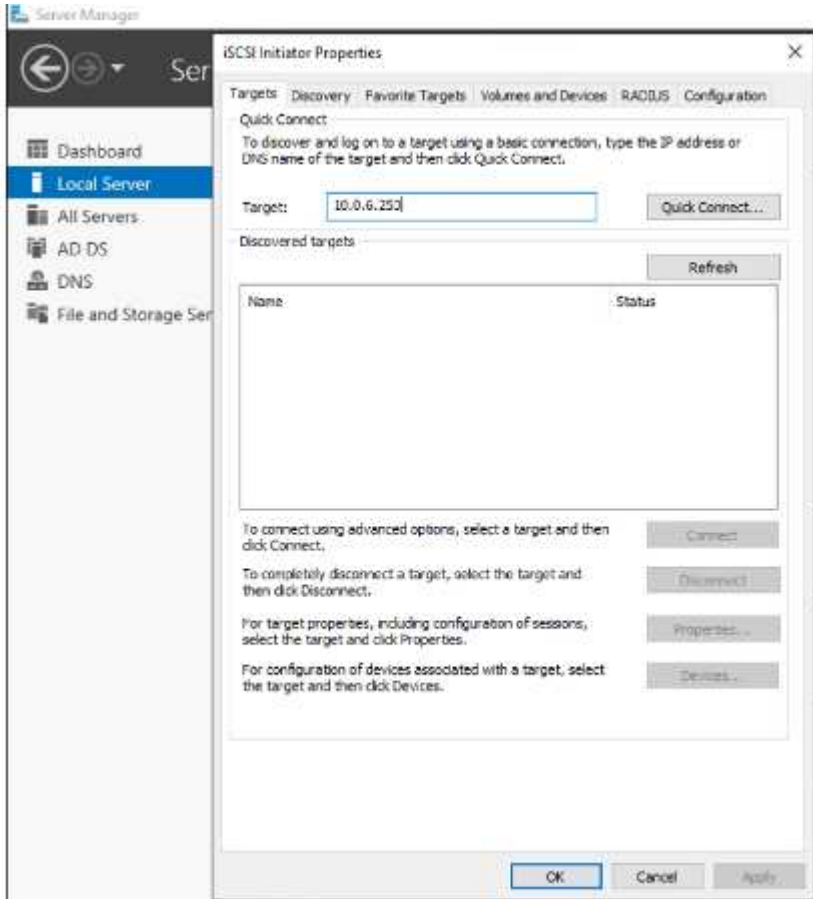 Server Manager
Ser
Dashboard
Local Server
All Servers
AD DS
DNS
File and Storage Ser
iSCSI Initiator Properties
Targets Discovery Favorite Targets Volumes and Devices RADIUS Configuration
Quick Connect
To discover and log on to a target using a basic connection, type the IP address or
DNS name of the target and then click Quick Connect.
Target: 10.0.6.253 Quick Connect...
Discovered targets
Refresh
Name Status
To connect using advanced options, select a target and then
click Connect.
Connect
To completely disconnect a target, select the target and
then click Disconnect.
Disconnect
For target properties, including configuration of sessions,
select the target and click Properties.
Properties...
For configuration of devices associated with a target, select
the target and then click Devices.
Devices...
OK Cancel Apply